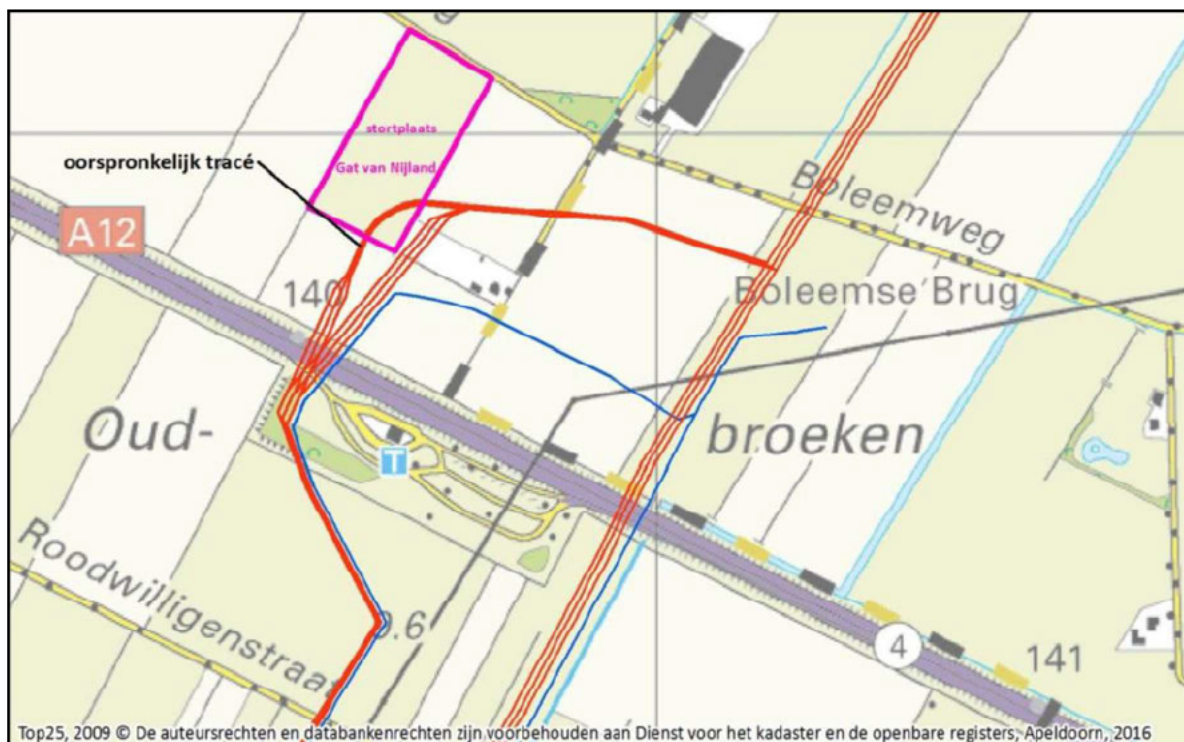 stortplaats
Gat van Nijland
oorspronkelijk tracé
A12
140
Boleemweg
Boleemse Brug
Oud-
broeken
T
Roodwilligenstraat
0.6
4
141
Top25, 2009 © De auteursrechten en databankenrechten zijn voorbehouden aan Dienst voor het kadaster en de openbare registers, Apeldoorn, 2016